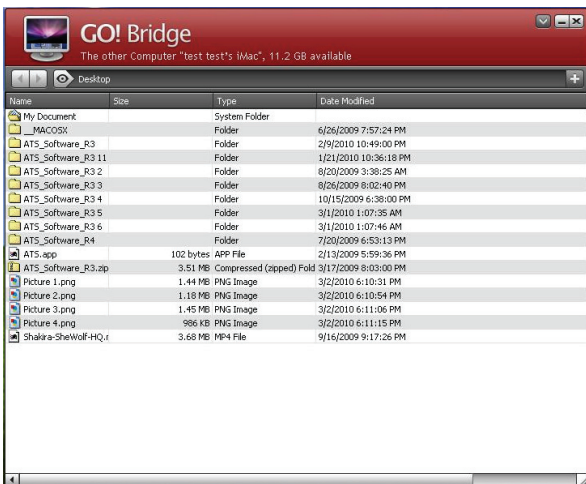 GO! Bridge
The other Computer "test test's iMac", 11.2 GB available
Desktop
Name Size Type Date Modified
My Document System Folder
__MACOSX Folder 6/26/2009 7:57:24 PM
ATS_Software_R3 Folder 2/9/2010 10:49:00 PM
ATS_Software_R3 11 Folder 1/21/2010 10:36:18 PM
ATS_Software_R3 2 Folder 8/20/2009 3:38:25 AM
ATS_Software_R3 3 Folder 8/26/2009 8:02:40 PM
ATS_Software_R3 4 Folder 10/15/2009 6:38:00 PM
ATS_Software_R3 5 Folder 3/1/2010 1:07:35 AM
ATS_Software_R3 6 Folder 3/1/2010 1:07:46 AM
ATS_Software_R4 Folder 7/20/2009 6:53:13 PM
ATS.app 102 bytes APP File 2/13/2009 5:59:36 PM
ATS_Software_R3.zip 3.51 MB Compressed (zipped) Fold 3/17/2009 8:03:00 PM
Picture 1.png 1.44 MB PNG Image 3/2/2010 6:10:31 PM
Picture 2.png 1.18 MB PNG Image 3/2/2010 6:10:54 PM
Picture 3.png 1.45 MB PNG Image 3/2/2010 6:11:06 PM
Picture 4.png 986 KB PNG Image 3/2/2010 6:11:15 PM
Shakira-SheWolf-HQ.r 3.68 MB MP4 File 9/16/2009 9:17:26 PM